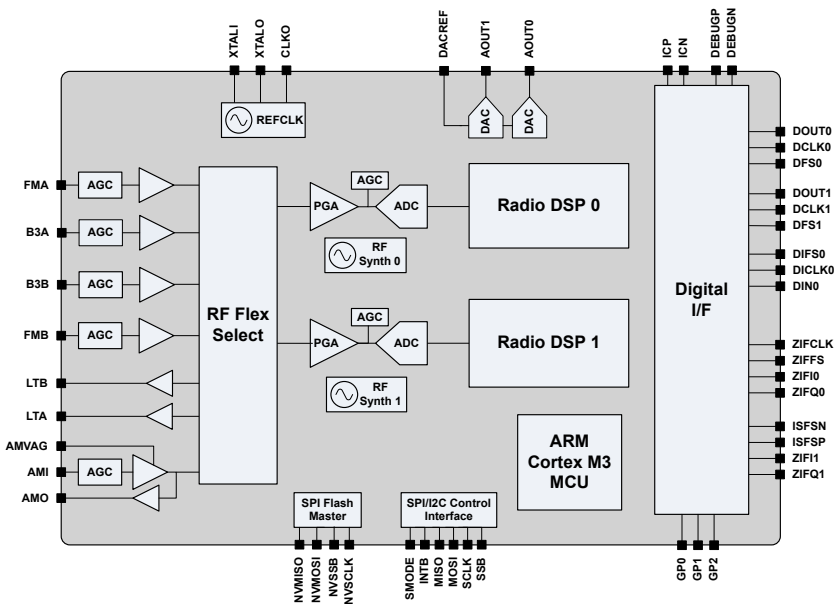 XTALI
XTALO
CLKO
DACREF
AOUT1
AOUT0
ICP
ICN
DEBUGP
DEBUGN
REFCLK
DAC
DAC
FMA
AGC
B3A
AGC
B3B
AGC
FMB
AGC
LTB
LTA
AMVAG
AMI
AGC
AMO
RF Flex
Select
PGA
AGC
ADC
RF
Synth 0
Radio DSP 0
PGA
AGC
ADC
RF
Synth 1
Radio DSP 1
ARM
Cortex M3
MCU
Digital
I/F
DOUT0
DCLK0
DFS0
DOUT1
DCLK1
DFS1
DIFS0
DICLK0
DIN0
ZIFCLK
ZIFFS
ZIFI0
ZIFQ0
ISFSN
ISFSP
ZIFI1
ZIFQ1
SPI Flash
Master
SPI/I2C Control
Interface
NVMISO
NVMOSI
NVSSB
NVSCLK
SMODE
INTB
MISO
MOSI
SCLK
SSB
GP0
GP1
GP2